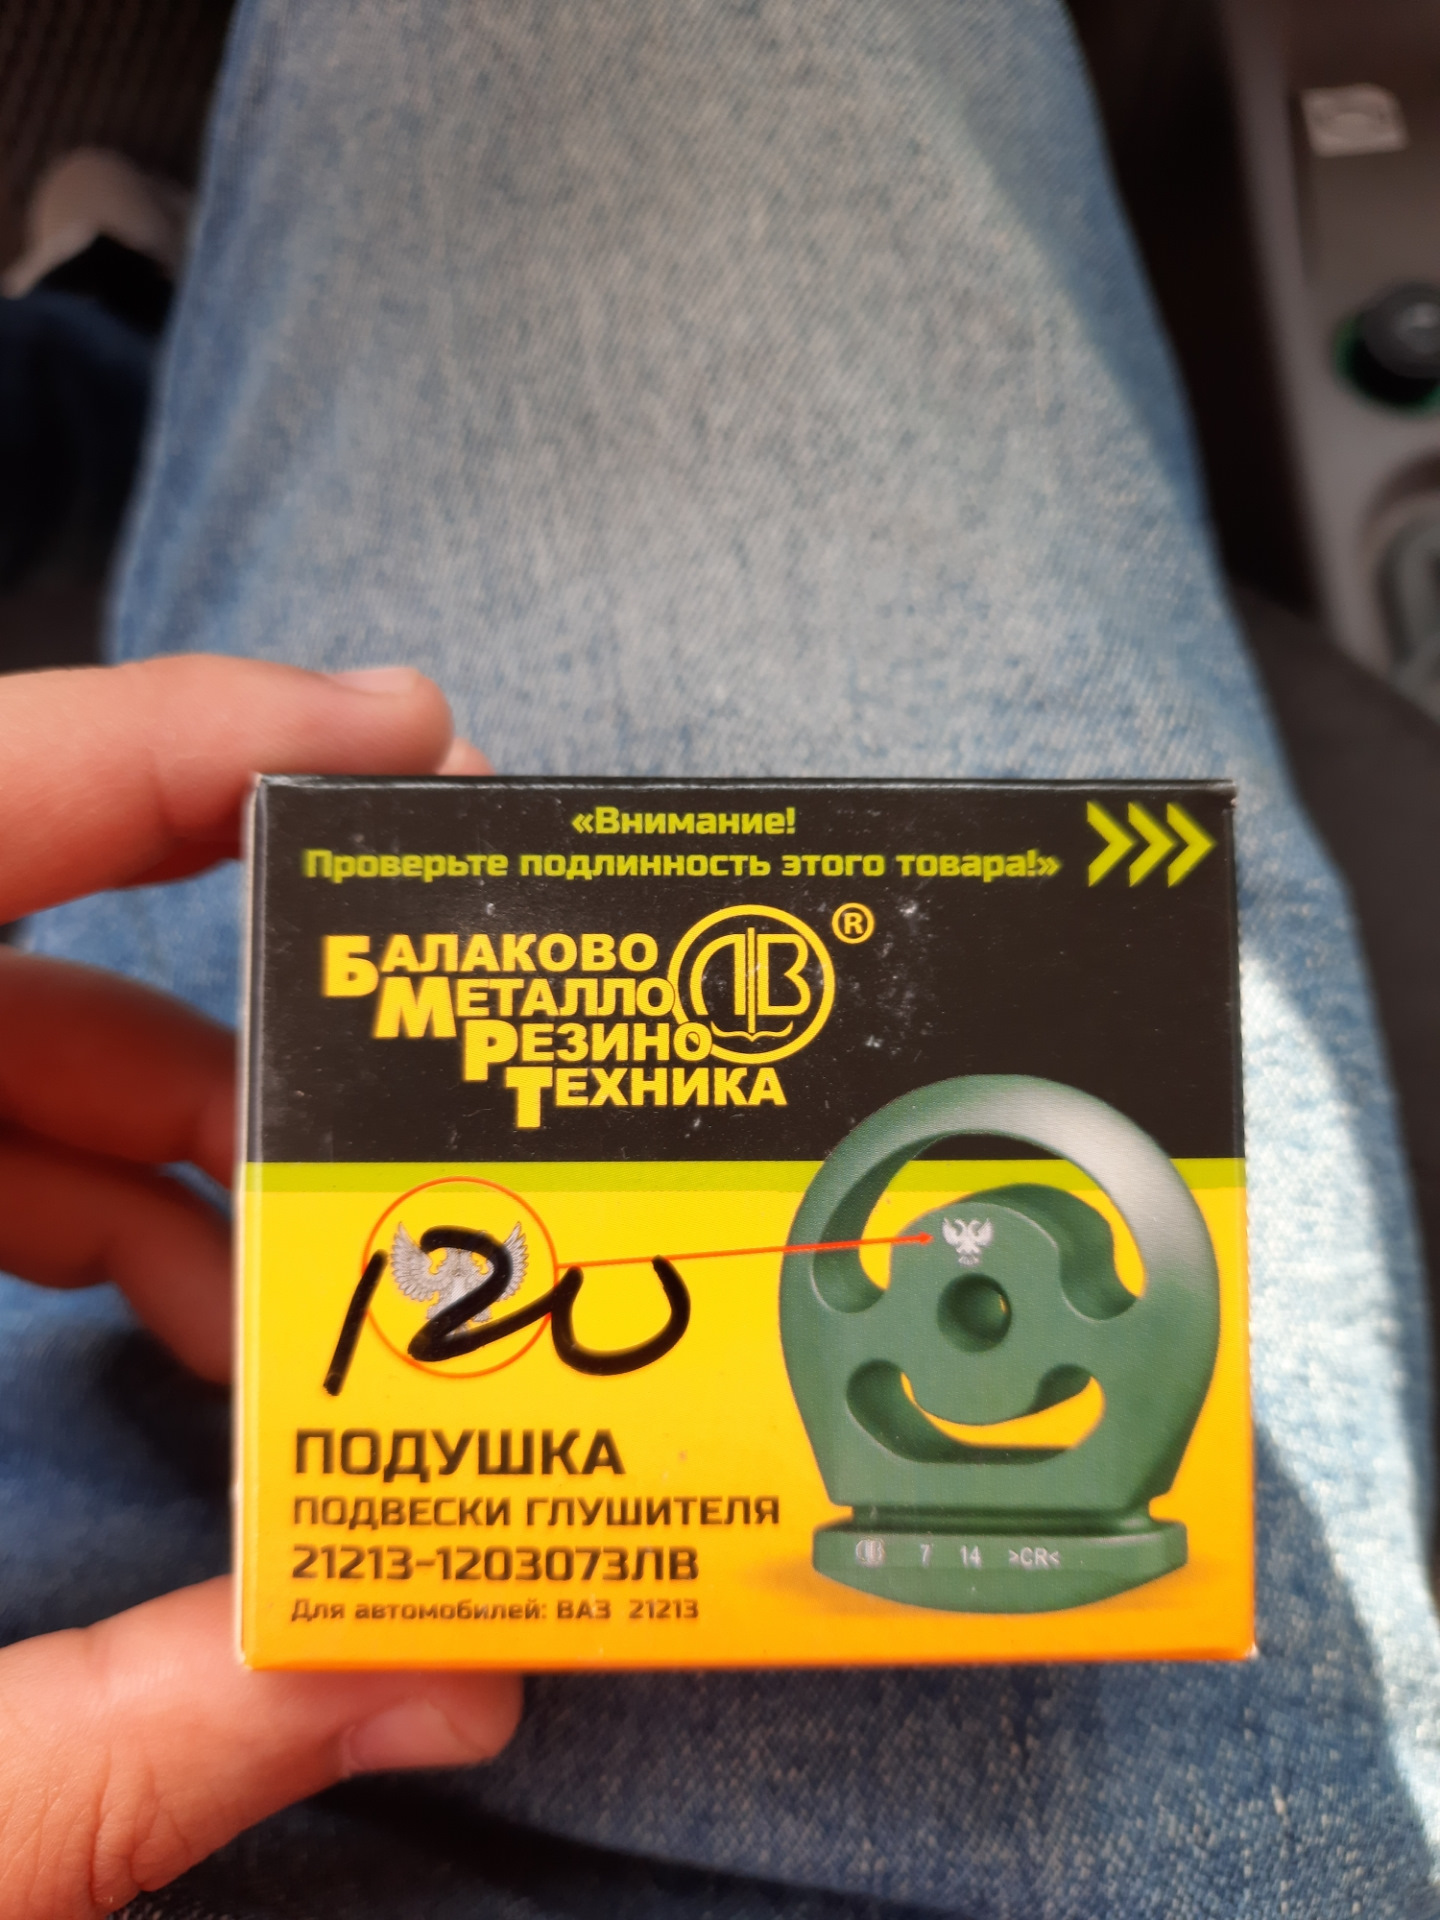 «Внимание!
Проверьте подлинность этого товара!»
БАЛАКОВО
МЕТАЛЛО
РЕЗИНО
ТЕХНИКА
ЛВ ®
120
ПОДУШКА
ПОДВЕСКИ ГЛУШИТЕЛЯ
21213-1203073ЛВ
Для автомобилей: ВАЗ 21213
ЛВ 7 14 >CR<